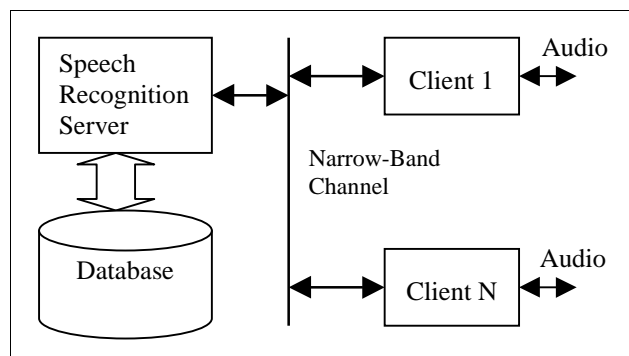 Speech
Recognition
Server
Client 1
Audio
Narrow-Band
Channel
Database
Client N
Audio